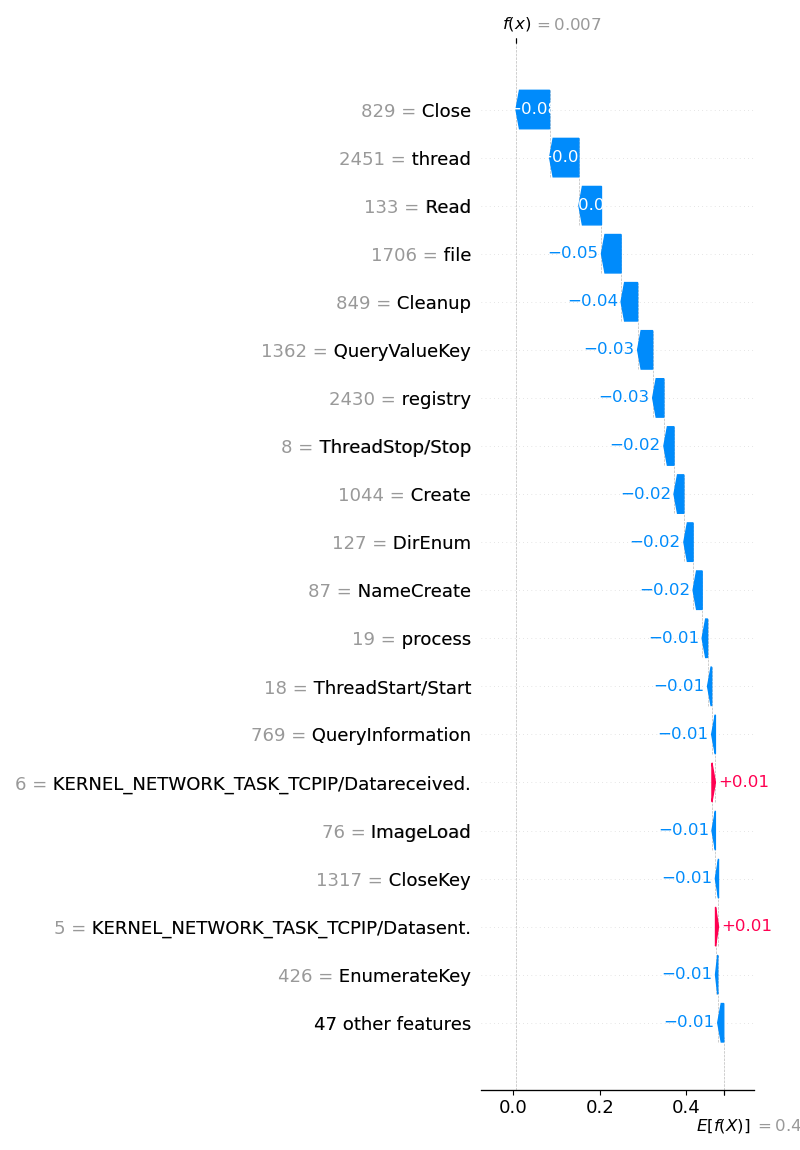 f(x) = 0.007
829 = Close
2451 = thread
133 = Read
1706 = file
−0.05
849 = Cleanup
−0.04
1362 = QueryValueKey
−0.03
2430 = registry
−0.03
8 = ThreadStop/Stop
−0.02
1044 = Create
−0.02
127 = DirEnum
−0.02
87 = NameCreate
−0.02
19 = process
−0.01
18 = ThreadStart/Start
−0.01
769 = QueryInformation
−0.01
6 = KERNEL_NETWORK_TASK_TCPIP/Datareceived.
+0.01
76 = ImageLoad
−0.01
1317 = CloseKey
−0.01
5 = KERNEL_NETWORK_TASK_TCPIP/Datasent.
+0.01
426 = EnumerateKey
−0.01
47 other features
−0.01
0.0 0.2 0.4
E[f(X)] = 0.4